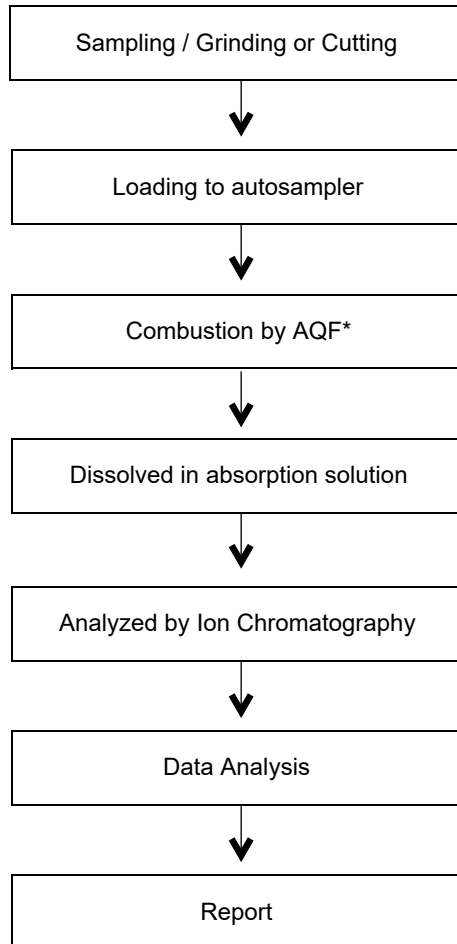 Sampling / Grinding or Cutting
Loading to autosampler
Combustion by AQF*
Dissolved in absorption solution
Analyzed by Ion Chromatography
Data Analysis
Report